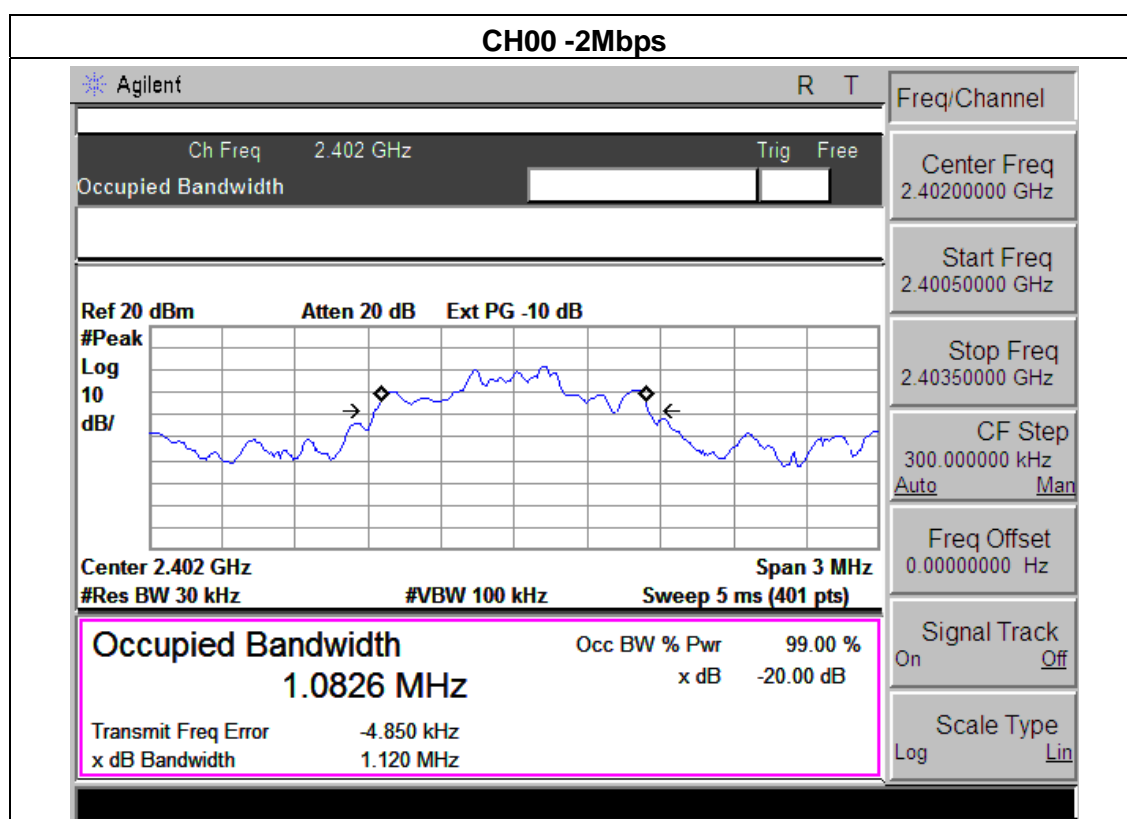 CH00 -2Mbps
Agilent R T
Ch Freq 2.402 GHz Trig Free
Occupied Bandwidth
Ref 20 dBm Atten 20 dB Ext PG -10 dB
#Peak
Log
10
dB/
Center 2.402 GHz Span 3 MHz
#Res BW 30 kHz #VBW 100 kHz Sweep 5 ms (401 pts)
Occupied Bandwidth Occ BW % Pwr 99.00 %
1.0826 MHz x dB -20.00 dB
Transmit Freq Error -4.850 kHz
x dB Bandwidth 1.120 MHz
Freq/Channel
Center Freq
2.40200000 GHz
Start Freq
2.40050000 GHz
Stop Freq
2.40350000 GHz
CF Step
300.000000 kHz
Auto Man
Freq Offset
0.00000000 Hz
Signal Track
On Off
Scale Type
Log Lin